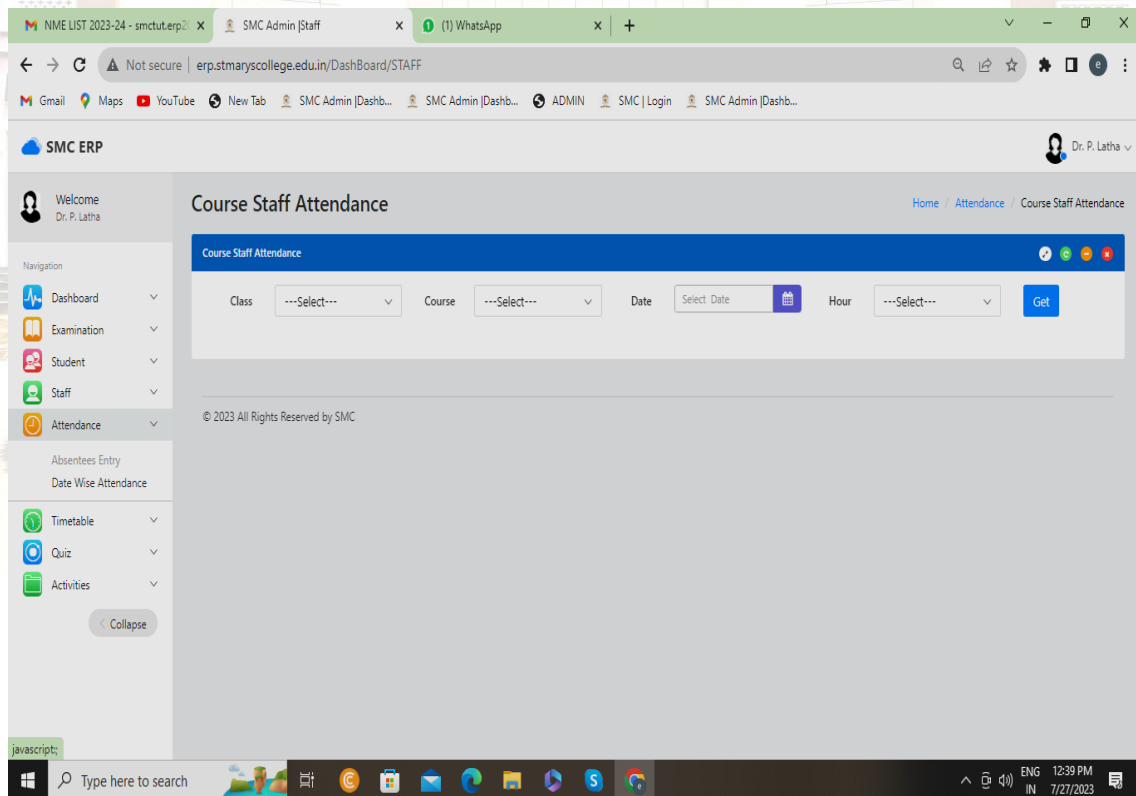 NME LIST 2023-24 - smctut.erp2
SMC Admin |Staff
(1) WhatsApp
Not secure
erp.stmaryscollege.edu.in/DashBoard/STAFF
e
Gmail
Maps
YouTube
New Tab
SMC Admin |Dashb...
SMC Admin |Dashb...
ADMIN
SMC | Login
SMC Admin |Dashb...
SMC ERP
Dr. P. Latha
Welcome
Dr. P. Latha
Course Staff Attendance
Home / Attendance / Course Staff Attendance
Navigation
Dashboard
Examination
Student
Staff
Attendance
Absentees Entry
Date Wise Attendance
Timetable
Quiz
Activities
Collapse
Course Staff Attendance
Class
---Select---
Course
---Select---
Date
Select Date
Hour
---Select---
Get
© 2023 All Rights Reserved by SMC
javascript:;
Type here to search
ENG
IN
12:39 PM
7/27/2023